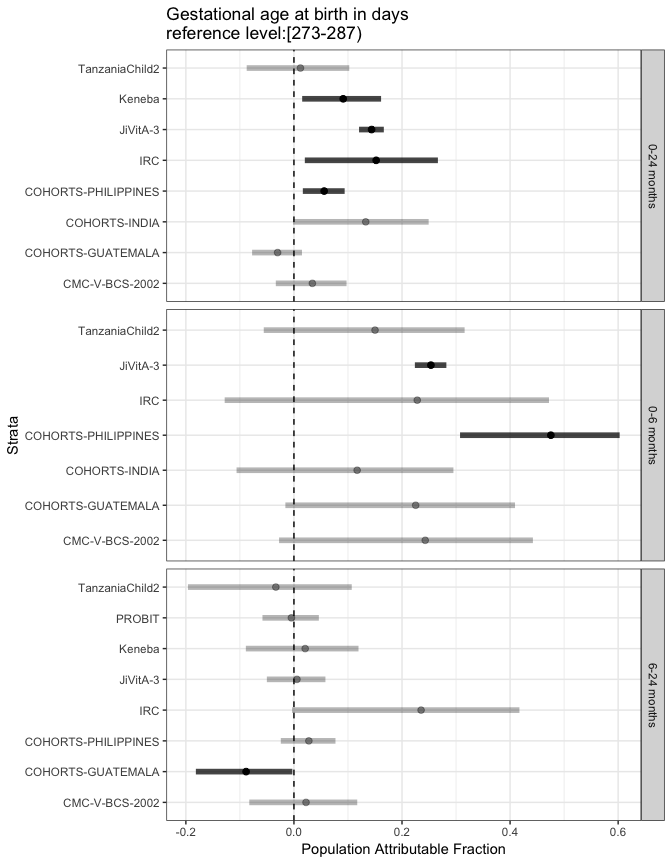 Gestational age at birth in days
reference level:[273-287)
TanzaniaChild2
Keneba
JiVitA-3
IRC
COHORTS-PHILIPPINES
COHORTS-INDIA
COHORTS-GUATEMALA
CMC-V-BCS-2002
0-24 months
TanzaniaChild2
JiVitA-3
IRC
COHORTS-PHILIPPINES
COHORTS-INDIA
COHORTS-GUATEMALA
CMC-V-BCS-2002
0-6 months
TanzaniaChild2
PROBIT
Keneba
JiVitA-3
IRC
COHORTS-PHILIPPINES
COHORTS-GUATEMALA
CMC-V-BCS-2002
6-24 months
Strata
-0.2 0.0 0.2 0.4 0.6
Population Attributable Fraction